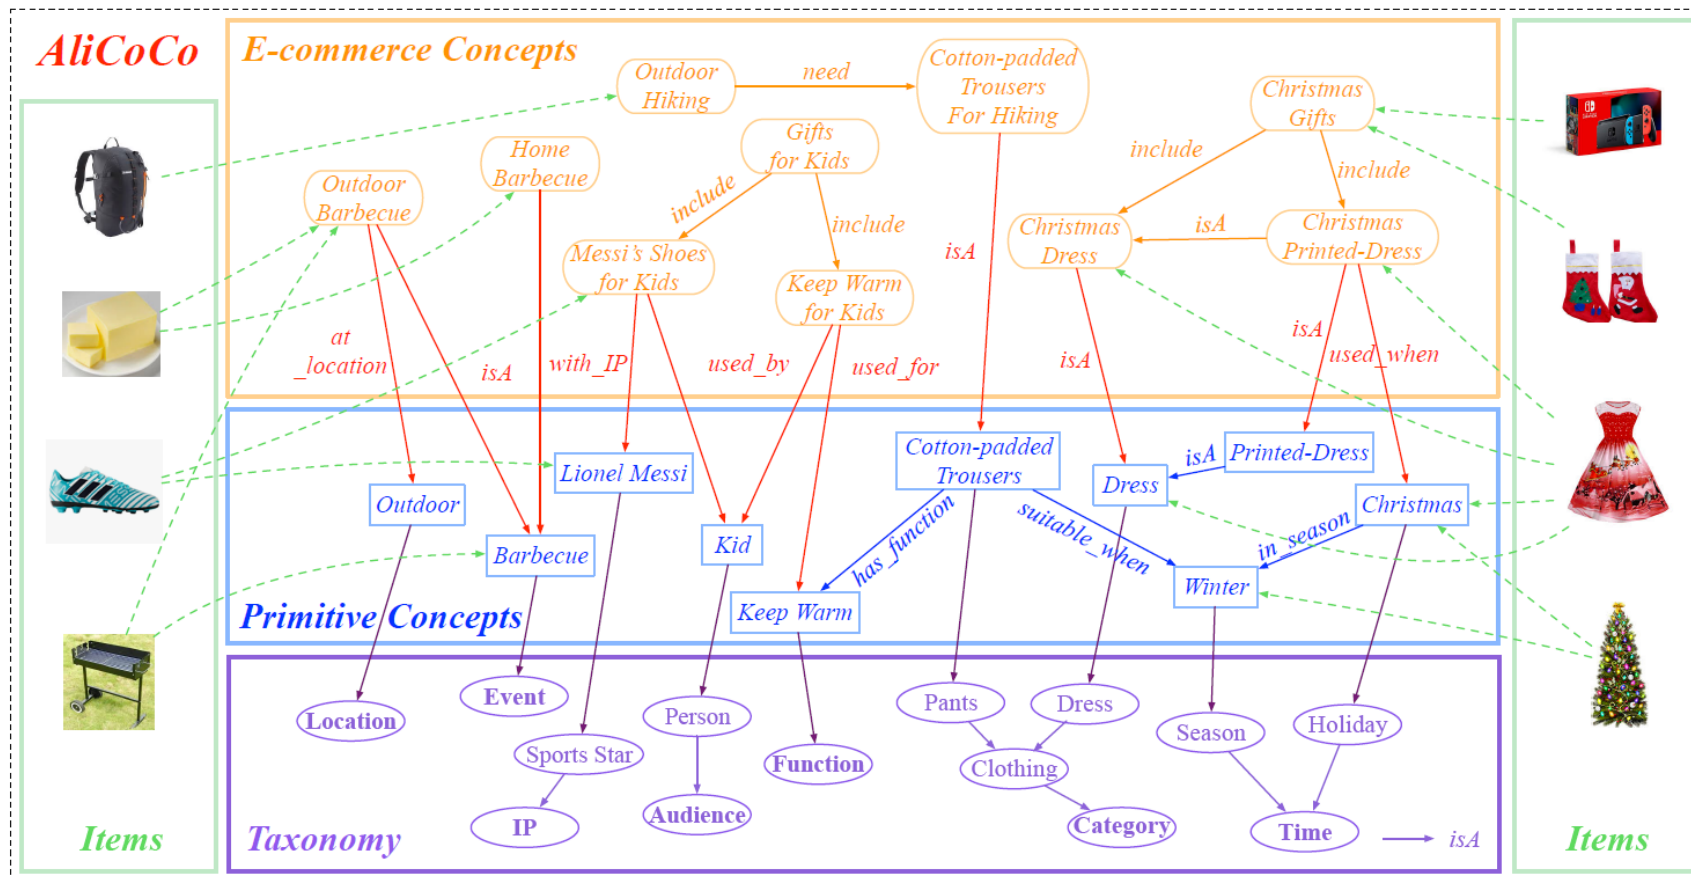 AliCoCo
E-commerce Concepts
Outdoor
Hiking
need
Cotton-padded
Trousers
For Hiking
Christmas
Gifts
Gifts
for Kids
Home
Barbecue
Outdoor
Barbecue
include
include
include
include
isA
Messi's Shoes
for Kids
Keep Warm
for Kids
Christmas
Dress
isA
Christmas
Printed-Dress
at
_location
isA
with_IP
used_by
used_for
isA
isA
used_when
Primitive Concepts
Outdoor
Barbecue
Lionel Messi
Kid
Keep Warm
Cotton-padded
Trousers
has_function
suitable_when
Dress
isA
Printed-Dress
Christmas
in_season
Winter
Taxonomy
Location
Event
Sports Star
IP
Person
Audience
Function
Pants
Dress
Clothing
Category
Season
Holiday
Time
isA
Items
Items